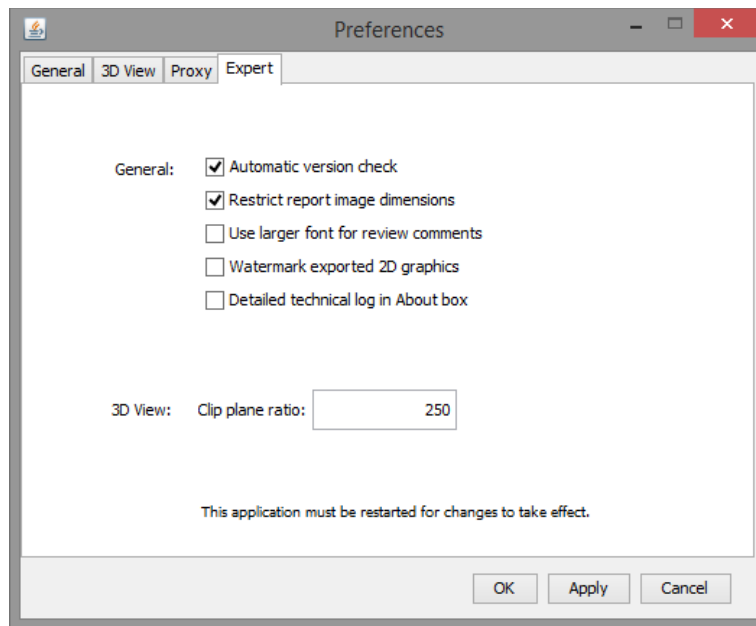 Preferences
General 3D View Proxy Expert
General: Automatic version check
Restrict report image dimensions
Use larger font for review comments
Watermark exported 2D graphics
Detailed technical log in About box
3D View: Clip plane ratio: 250
This application must be restarted for changes to take effect.
OK Apply Cancel